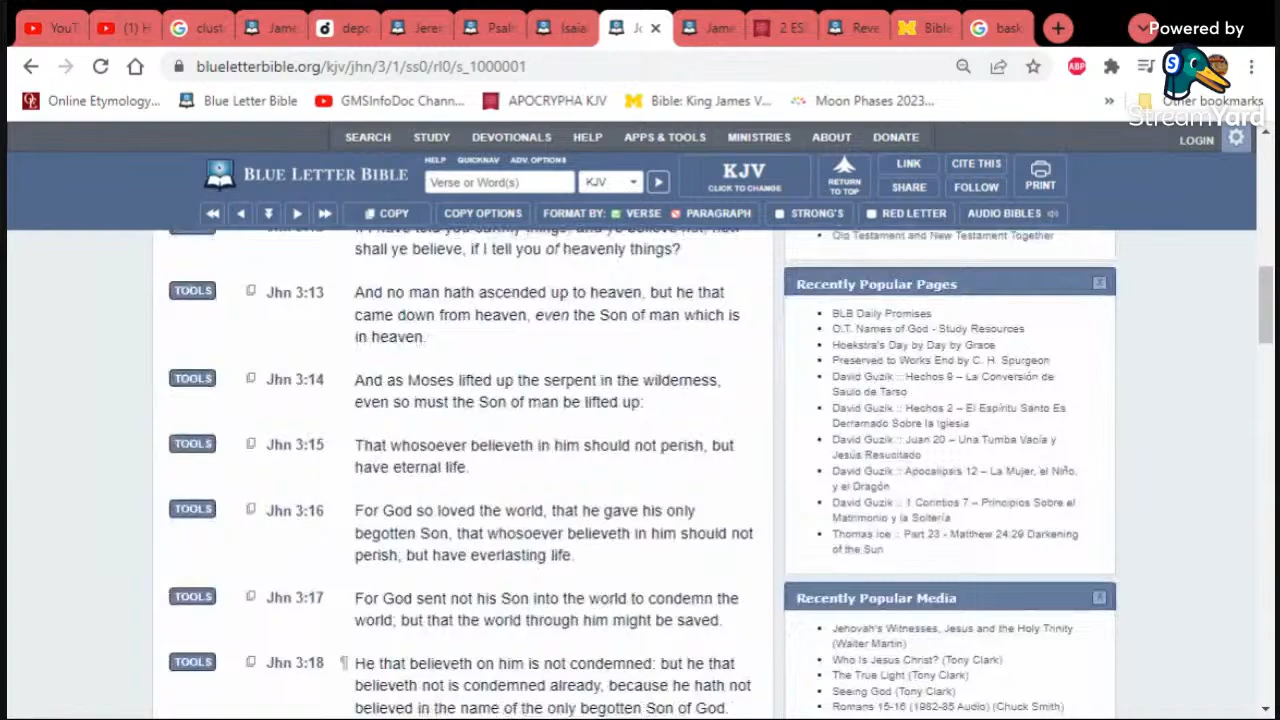 YouT
(1) H
clust
Jame
depo
Jerer
Psalr
Isaia
Jo
Jame
2 ES
Reve
Bible
bask
Powered by
blueletterbible.org/kjv/jhn/3/1/ss0/rl0/s_1000001
StreamYard
Online Etymology...
Blue Letter Bible
GMSInfoDoc Chann...
APOCRYPHA KJV
Bible: King James V...
Moon Phases 2023...
»
Other bookmarks
SEARCH
STUDY
DEVOTIONALS
HELP
APPS & TOOLS
MINISTRIES
ABOUT
DONATE
LOGIN
BLUE LETTER BIBLE
HELP
QUICKNAV
ADV. OPTIONS
Verse or Word(s)
KJV
KJV
CLICK TO CHANGE
RETURN
TO TOP
LINK
SHARE
CITE THIS
FOLLOW
PRINT
COPY
COPY OPTIONS
FORMAT BY:
VERSE
PARAGRAPH
STRONG'S
RED LETTER
AUDIO BIBLES
shall ye believe, if I tell you of heavenly things?
TOOLS
Jhn 3:13
And no man hath ascended up to heaven, but he that
came down from heaven, even the Son of man which is
in heaven.
TOOLS
Jhn 3:14
And as Moses lifted up the serpent in the wilderness,
even so must the Son of man be lifted up:
TOOLS
Jhn 3:15
That whosoever believeth in him should not perish, but
have eternal life.
TOOLS
Jhn 3:16
For God so loved the world, that he gave his only
begotten Son, that whosoever believeth in him should not
perish, but have everlasting life.
TOOLS
Jhn 3:17
For God sent not his Son into the world to condemn the
world; but that the world through him might be saved.
TOOLS
Jhn 3:18
¶ He that believeth on him is not condemned: but he that
believeth not is condemned already, because he hath not
believed in the name of the only begotten Son of God.
Old Testament and New Testament Together
Recently Popular Pages
BLB Daily Promises
O.T. Names of God - Study Resources
Hoekstra's Day by Day by Grace
Preserved to Works End by C. H. Spurgeon
David Guzik :: Hechos 9 – La Conversión de
Saulo de Tarso
David Guzik :: Hechos 2 – El Espíritu Santo Es
Derramado Sobre la Iglesia
David Guzik :: Juan 20 – Una Tumba Vacía y
Jesús Resucitado
David Guzik :: Apocalipsis 12 – La Mujer, el Niño,
y el Dragón
David Guzik :: 1 Corintios 7 – Principios Sobre el
Matrimonio y la Soltería
Thomas Ice :: Part 23 - Matthew 24:29 Darkening
of the Sun
Recently Popular Media
Jehovah's Witnesses, Jesus and the Holy Trinity
(Walter Martin)
Who Is Jesus Christ? (Tony Clark)
The True Light (Tony Clark)
Seeing God (Tony Clark)
Romans 15-16 (1982-85 Audio) (Chuck Smith)